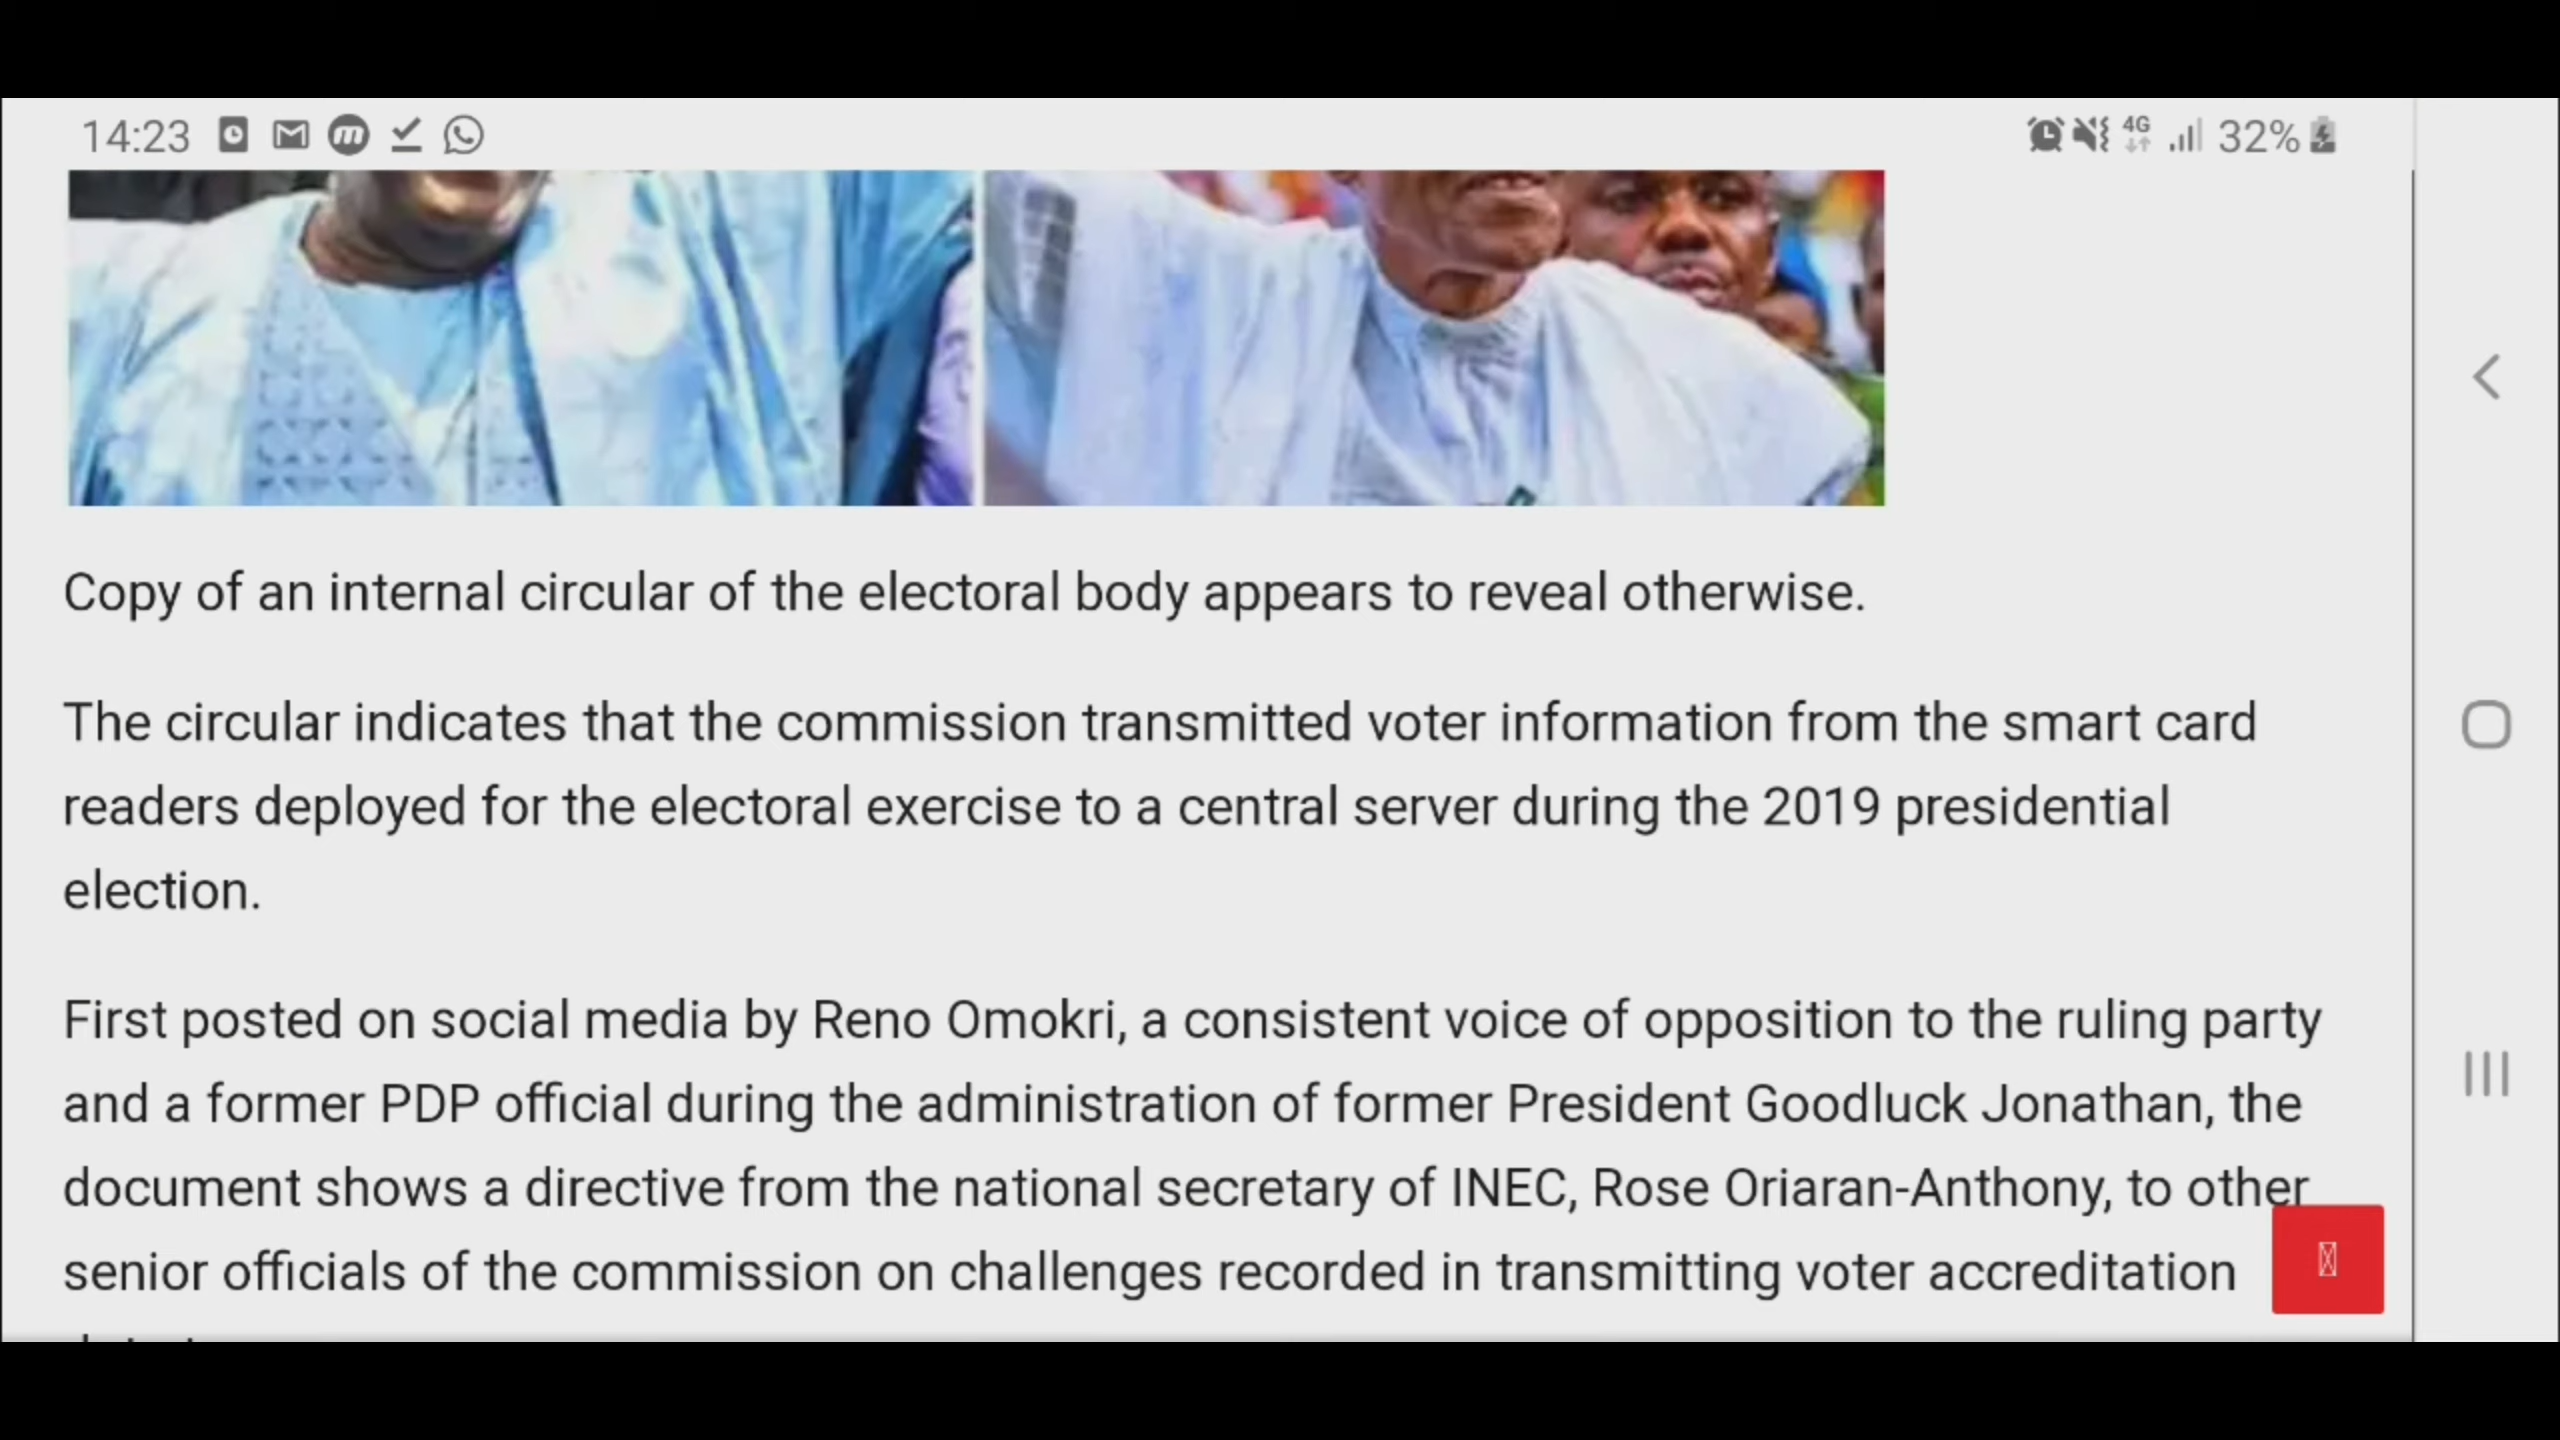 14:23
4G
32%
Copy of an internal circular of the electoral body appears to reveal otherwise.
The circular indicates that the commission transmitted voter information from the smart card
readers deployed for the electoral exercise to a central server during the 2019 presidential
election.
First posted on social media by Reno Omokri, a consistent voice of opposition to the ruling party
and a former PDP official during the administration of former President Goodluck Jonathan, the
document shows a directive from the national secretary of INEC, Rose Oriaran-Anthony, to other
senior officials of the commission on challenges recorded in transmitting voter accreditation